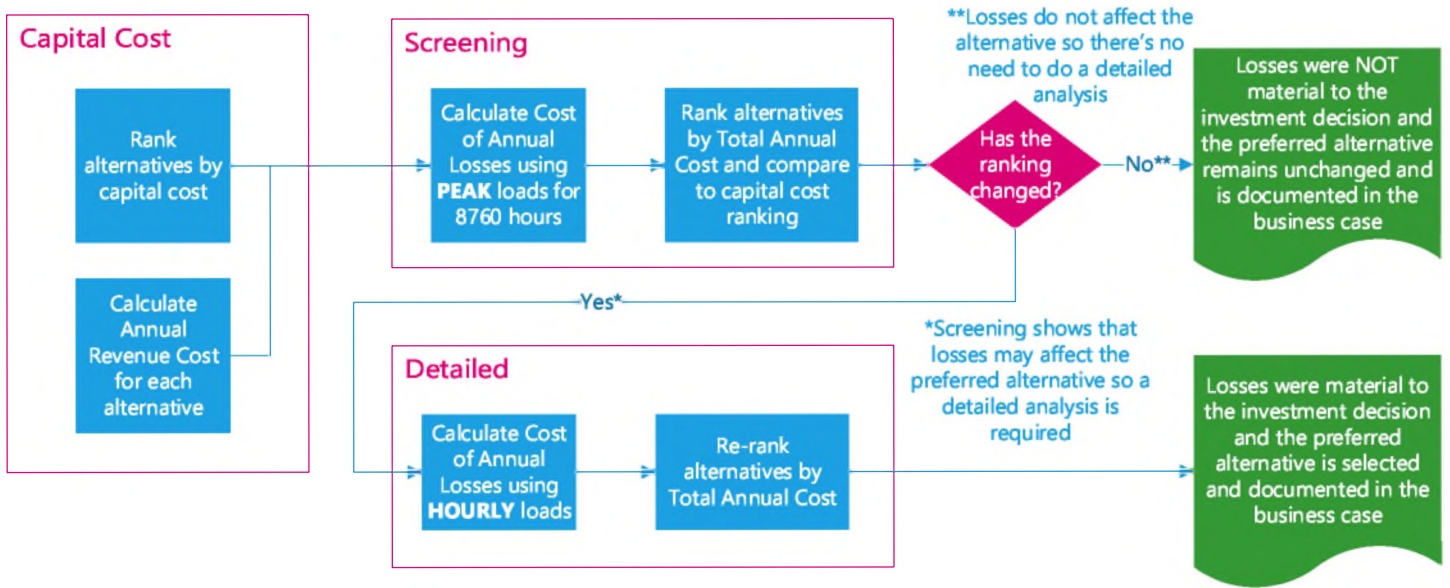 Capital Cost
Rank
alternatives by
capital cost
Calculate
Annual
Revenue Cost
for each
alternative
Screening
Calculate Cost
of Annual
Losses using
PEAK loads for
8760 hours
Rank alternatives
by Total Annual
Cost and compare
to capital cost
ranking
**Losses do not affect the
alternative so there's no
need to do a detailed
analysis
Has the
ranking
changed?
No**
Losses were NOT
material to the
investment decision and
the preferred alternative
remains unchanged and
is documented in the
business case
Yes*
Detailed
Calculate Cost
of Annual
Losses using
HOURLY loads
Re-rank
alternatives by
Total Annual Cost
*Screening shows that
losses may affect the
preferred alternative so a
detailed analysis is
required
Losses were material to
the investment decision
and the preferred
alternative is selected
and documented in the
business case